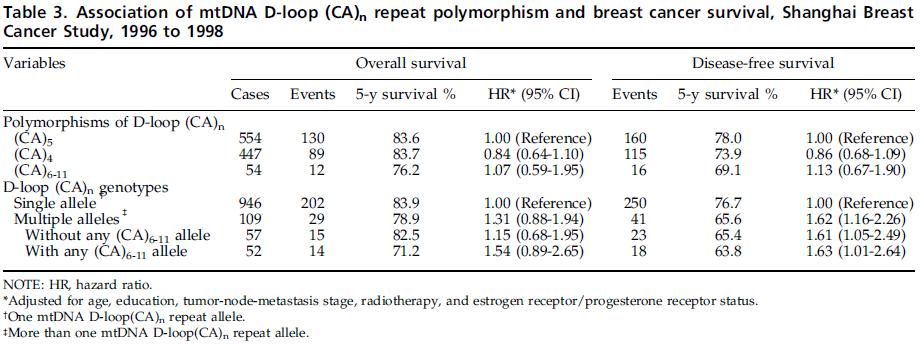 Table 3. Association of mtDNA D-loop (CA)n repeat polymorphism and breast cancer survival, Shanghai Breast
Cancer Study, 1996 to 1998
Variables Overall survival Disease-free survival
Cases Events 5-y survival % HR* (95% CI) Events 5-y survival % HR* (95% CI)
Polymorphisms of D-loop (CA)n
(CA)5 554 130 83.6 1.00 (Reference) 160 78.0 1.00 (Reference)
(CA)4 447 89 83.7 0.84 (0.64-1.10) 115 73.9 0.86 (0.68-1.09)
(CA)6-11 54 12 76.2 1.07 (0.59-1.95) 16 69.1 1.13 (0.67-1.90)
D-loop (CA)n genotypes
Single allele† 946 202 83.9 1.00 (Reference) 250 76.7 1.00 (Reference)
Multiple alleles‡ 109 29 78.9 1.31 (0.88-1.94) 41 65.6 1.62 (1.16-2.26)
Without any (CA)6-11 allele 57 15 82.5 1.15 (0.68-1.95) 23 65.4 1.61 (1.05-2.49)
With any (CA)6-11 allele 52 14 71.2 1.54 (0.89-2.65) 18 63.8 1.63 (1.01-2.64)
NOTE: HR, hazard ratio.
*Adjusted for age, education, tumor-node-metastasis stage, radiotherapy, and estrogen receptor/progesterone receptor status.
†One mtDNA D-loop(CA)n repeat allele.
‡More than one mtDNA D-loop(CA)n repeat allele.